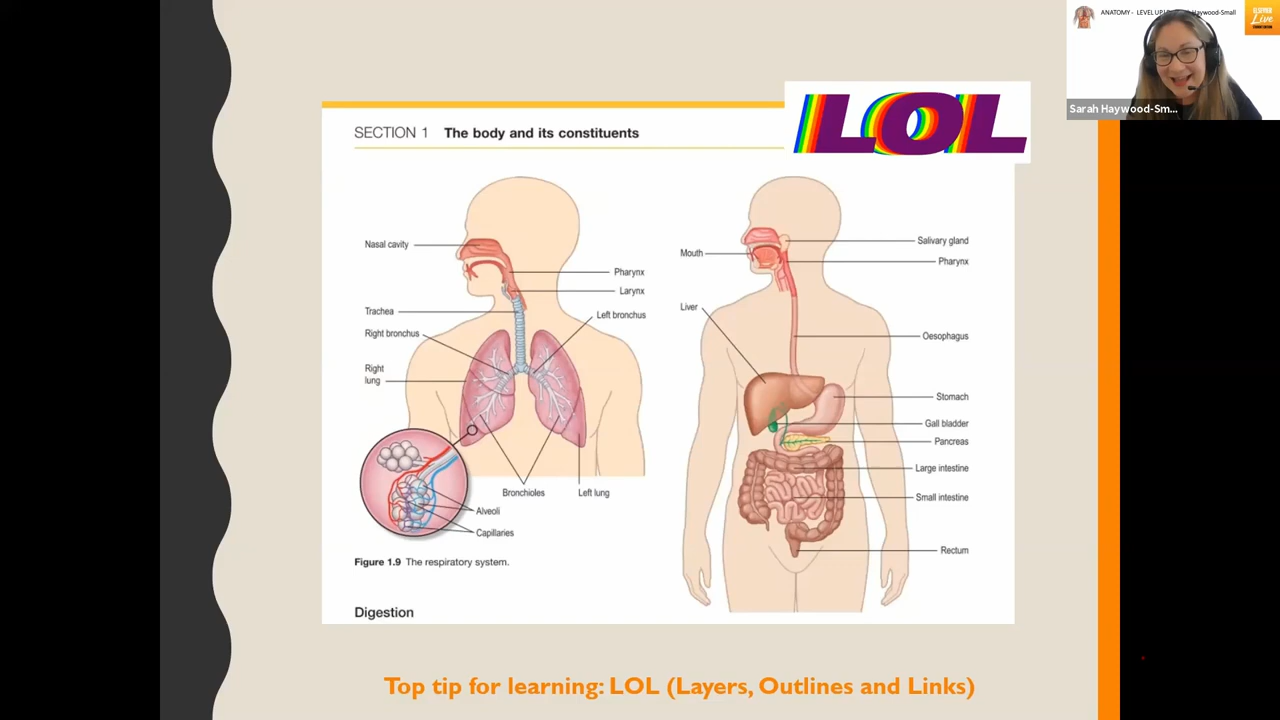 ANATOMY - LEVEL UP! Haywood-Small
ELSEVIER
Live
Sarah Haywood-Sm...
LOL
SECTION 1 The body and its constituents
Nasal cavity
Pharynx
Larynx
Trachea
Left bronchus
Right bronchus
Right
lung
Bronchioles
Left lung
Alveoli
Capillaries
Figure 1.9 The respiratory system.
Digestion
Salivary gland
Mouth
Pharynx
Liver
Oesophagus
Stomach
Gall bladder
Pancreas
Large intestine
Small intestine
Rectum
Top tip for learning: LOL (Layers, Outlines and Links)